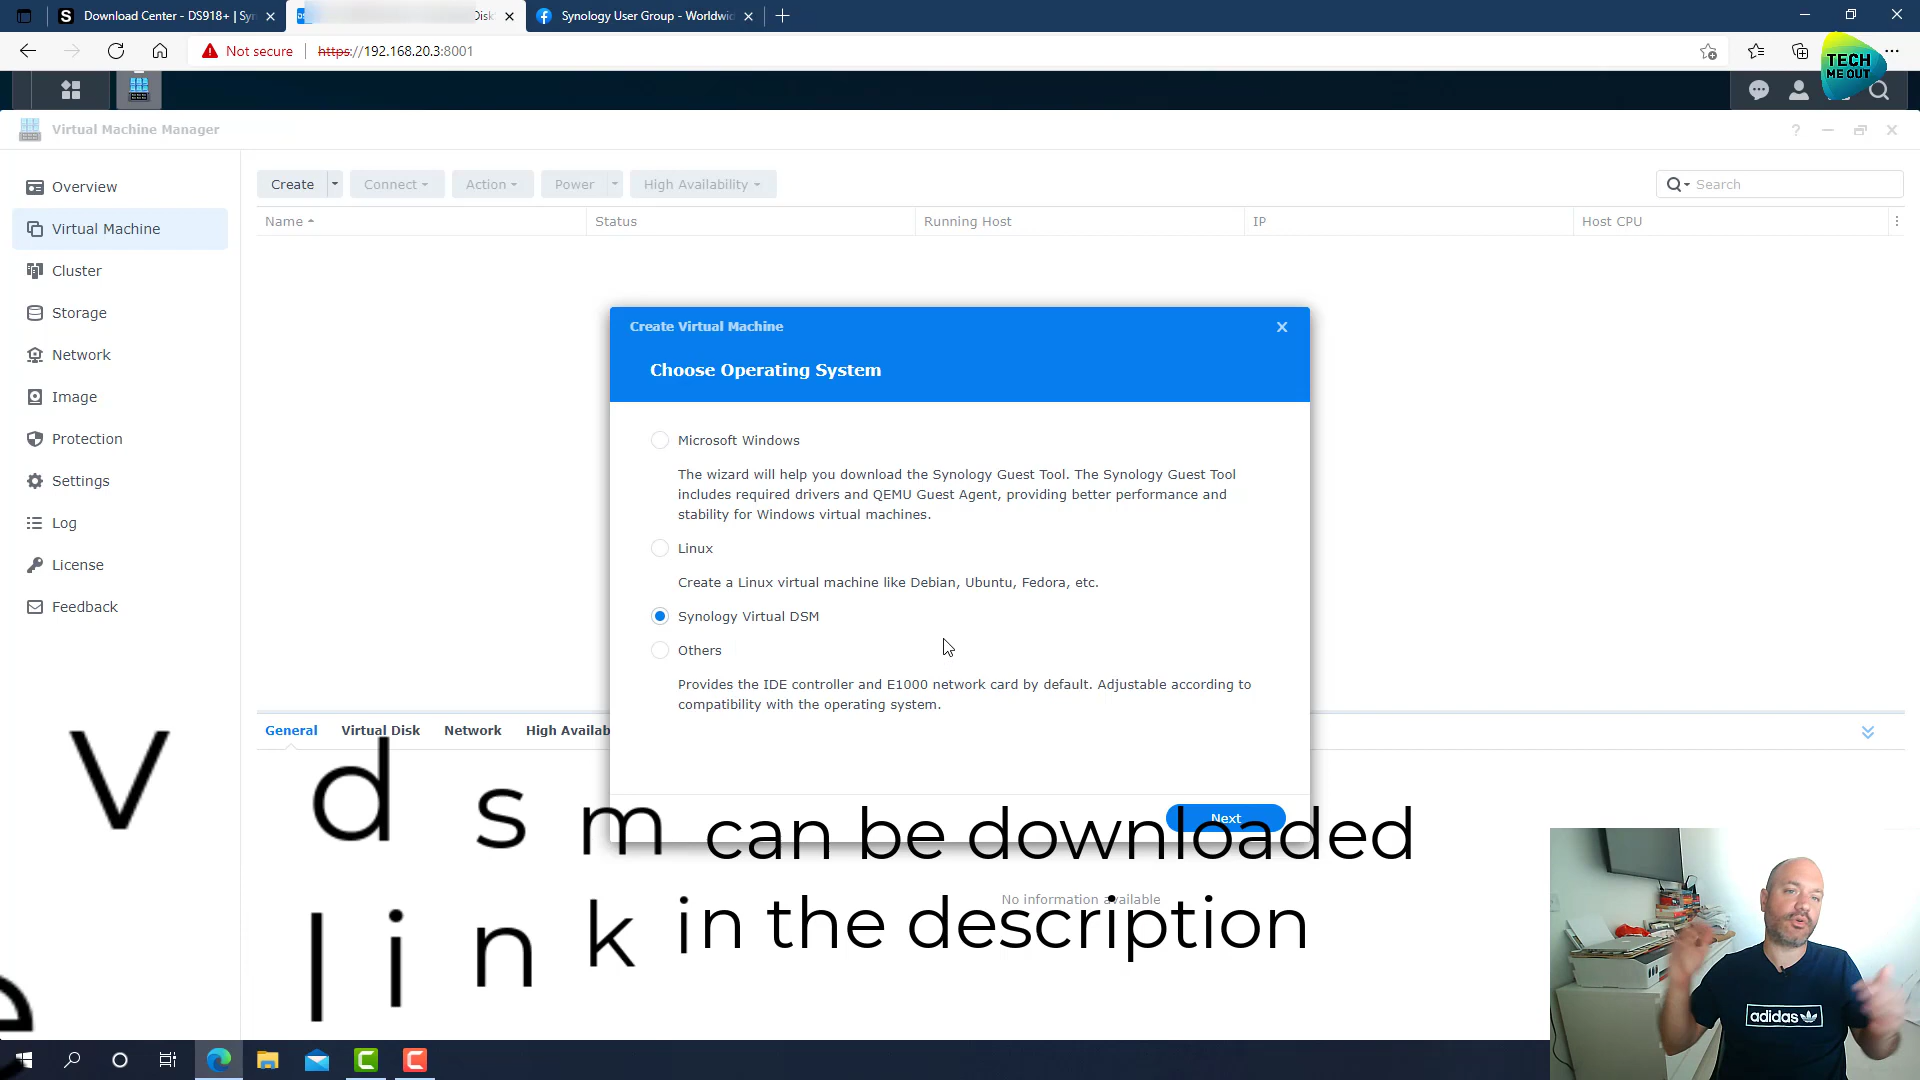 Download Center - DS918+ | Syn
Disk
Synology User Group - Worldwid
Not secure
https://192.168.20.3:8001
TECH
ME OUT
Virtual Machine Manager
Overview
Virtual Machine
Cluster
Storage
Network
Image
Protection
Settings
Log
License
Feedback
Create
Connect
Action
Power
High Availability
Search
Name
Status
Running Host
IP
Host CPU
Create Virtual Machine
Choose Operating System
Microsoft Windows
The wizard will help you download the Synology Guest Tool. The Synology Guest Tool
includes required drivers and QEMU Guest Agent, providing better performance and
stability for Windows virtual machines.
Linux
Create a Linux virtual machine like Debian, Ubuntu, Fedora, etc.
Synology Virtual DSM
Others
Provides the IDE controller and E1000 network card by default. Adjustable according to
compatibility with the operating system.
Next
General
Virtual Disk
Network
High Availab
No information available
V d s m can be downloaded
e l i n k in the description
adidas